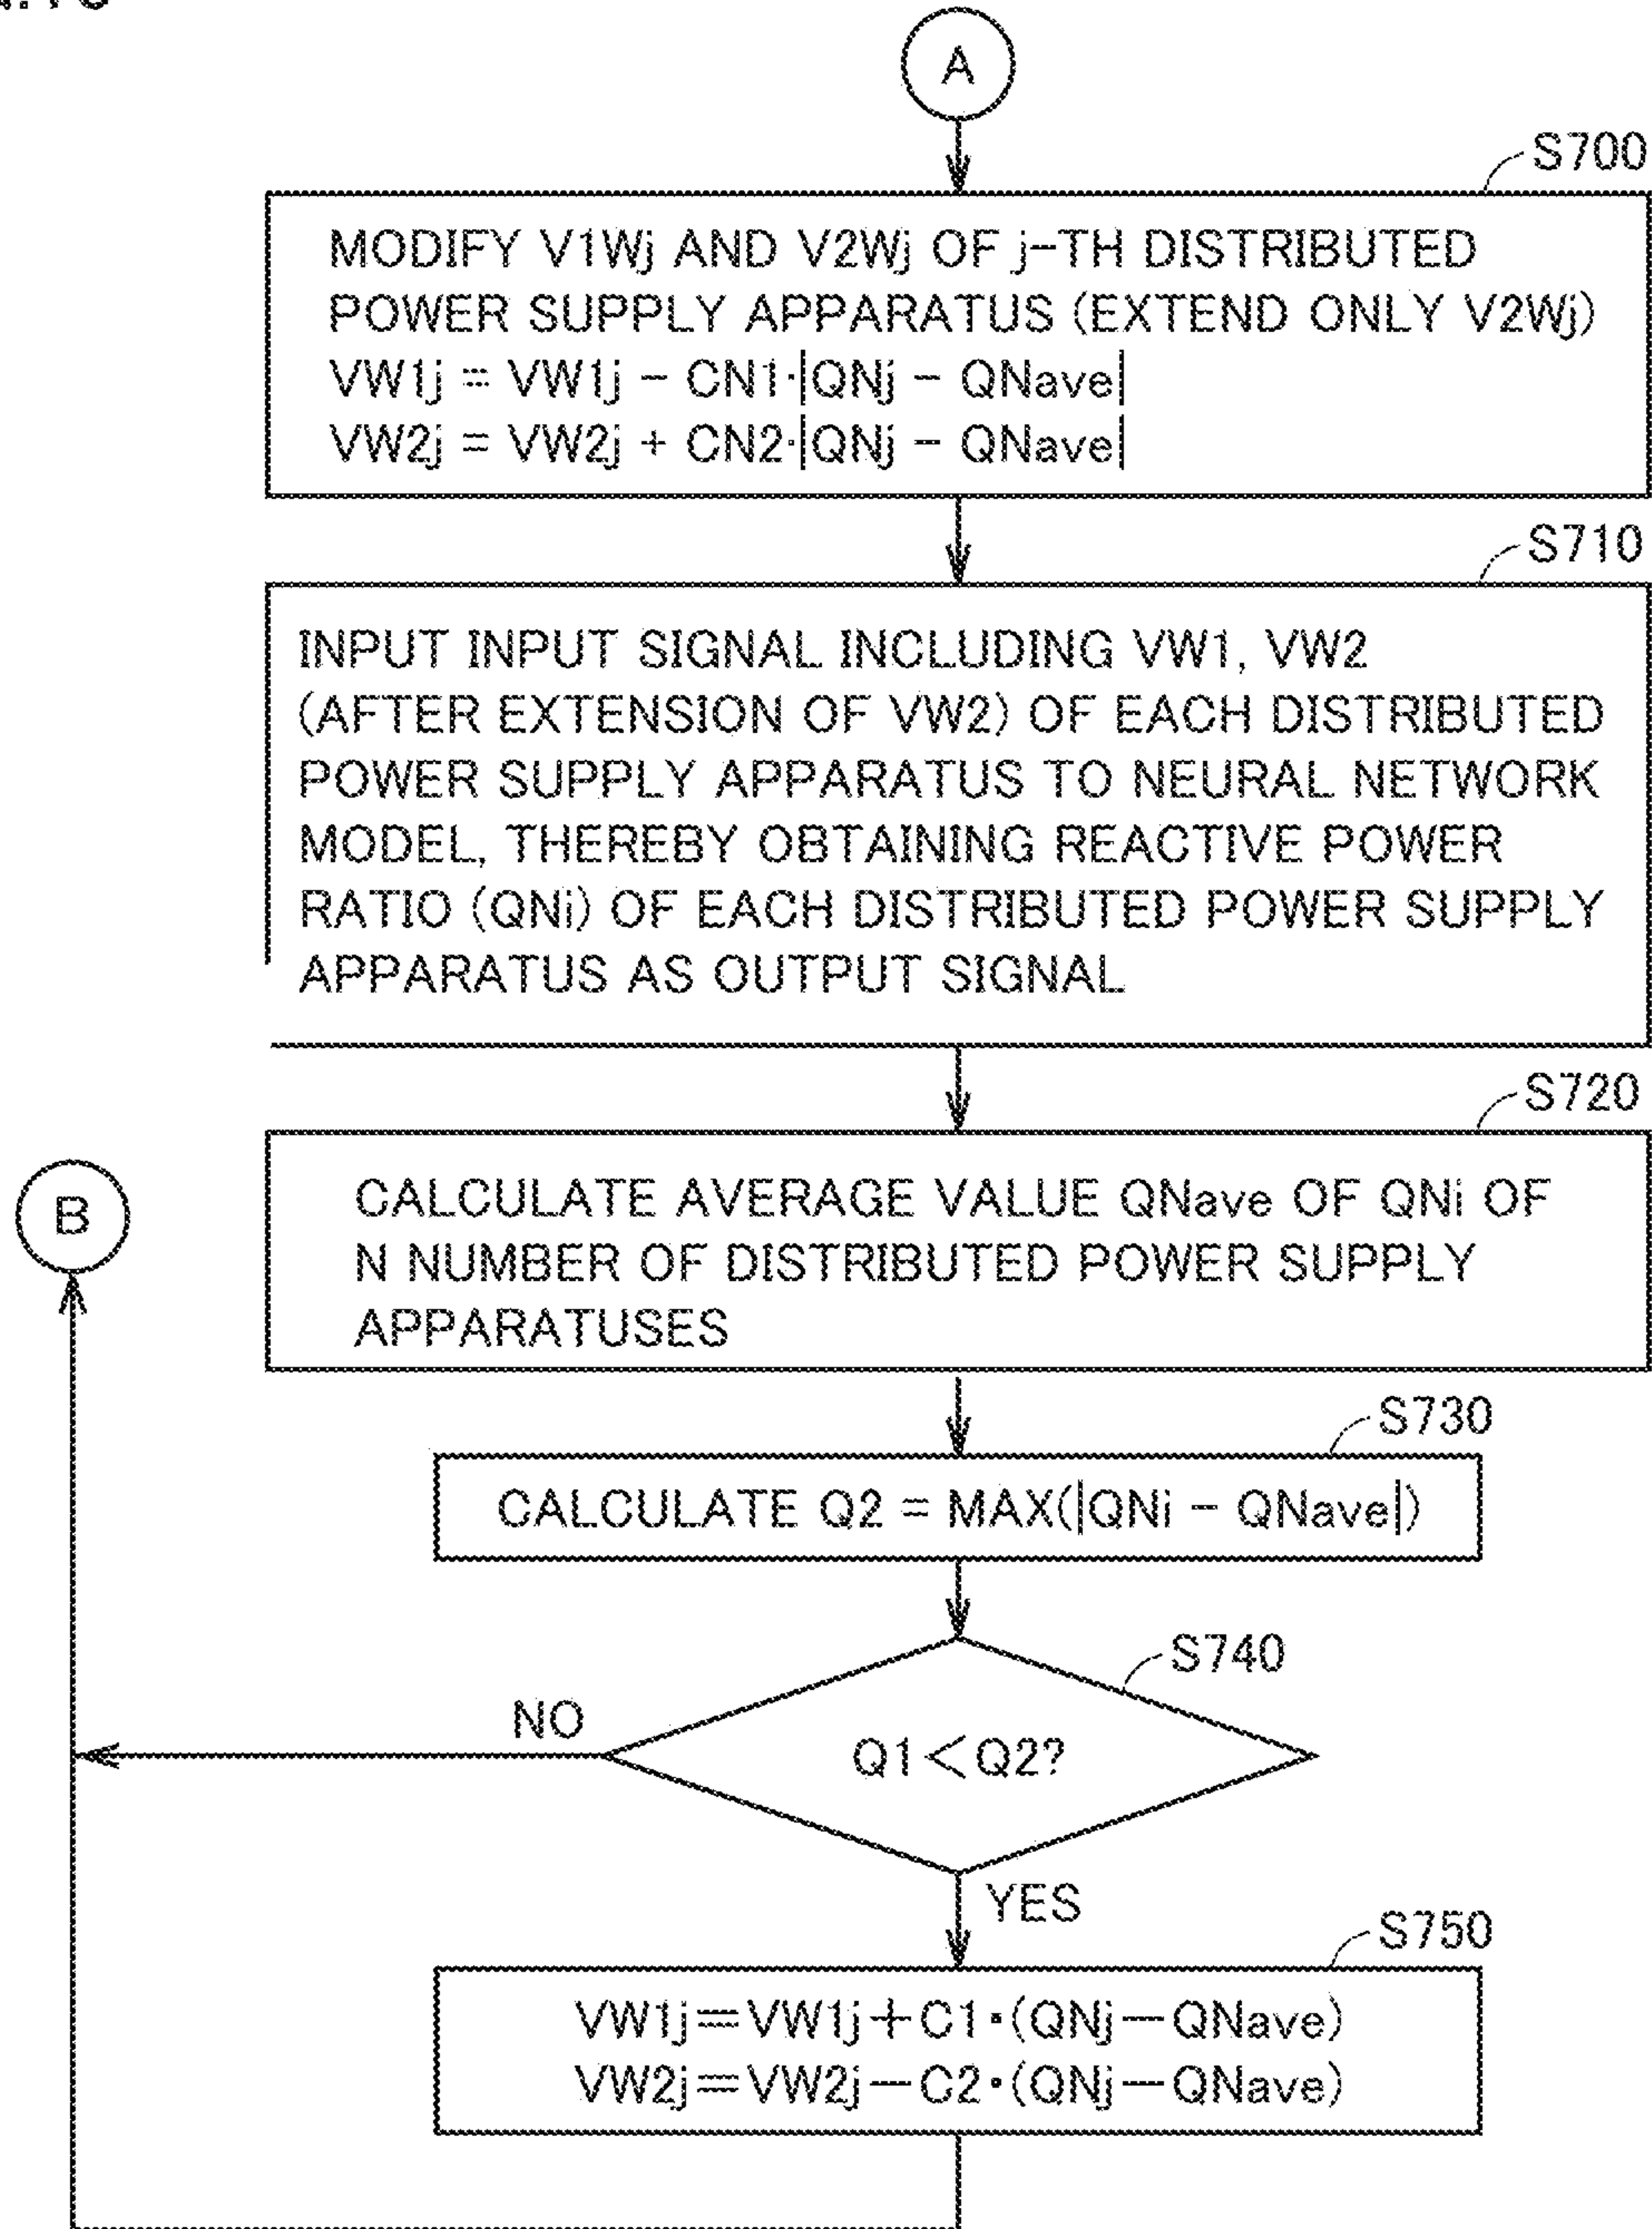 A
S700
MODIFY V1Wj AND V2Wj OF j-TH DISTRIBUTED
POWER SUPPLY APPARATUS (EXTEND ONLY V2Wj)
VW1j = VW1j - CN1·|QNj - QNave|
VW2j = VW2j + CN2·|QNj - QNave|
S710
INPUT INPUT SIGNAL INCLUDING VW1, VW2
(AFTER EXTENSION OF VW2) OF EACH DISTRIBUTED
POWER SUPPLY APPARATUS TO NEURAL NETWORK
MODEL, THEREBY OBTAINING REACTIVE POWER
RATIO (QNi) OF EACH DISTRIBUTED POWER SUPPLY
APPARATUS AS OUTPUT SIGNAL
S720
B
CALCULATE AVERAGE VALUE QNave OF QNi OF
N NUMBER OF DISTRIBUTED POWER SUPPLY
APPARATUSES
S730
CALCULATE Q2 = MAX(|QNi - QNave|)
S740
NO
Q1<Q2?
YES
S750
VW1j=VW1j+C1·(QNj-QNave)
VW2j=VW2j-C2·(QNj-QNave)